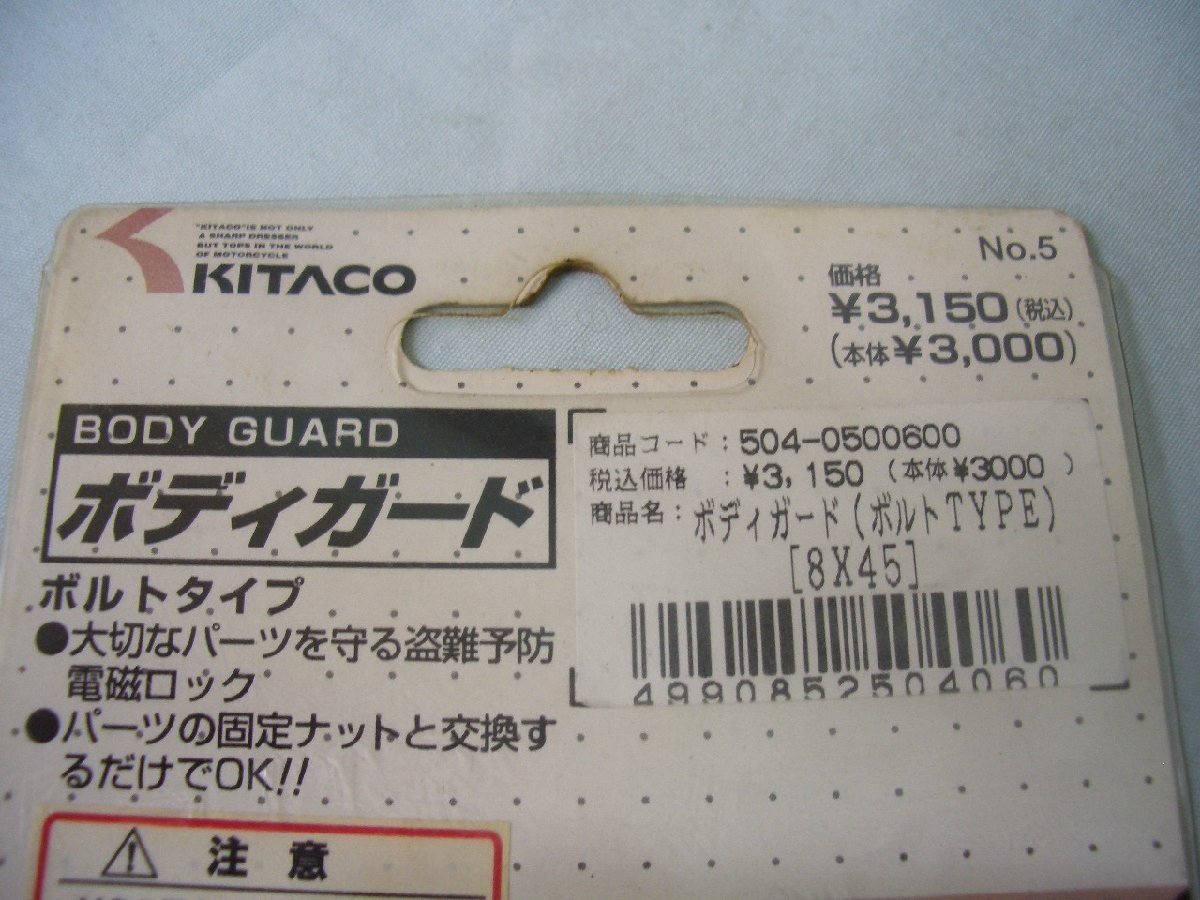 "KITACO"IS NOT ONLY
A SHARP DRESSER
BUT TOPS IN THE WORLD
OF MOTORCYCLE
KITACO
No.5
価格
¥3,150(税込)
(本体¥3,000)
BODY GUARD
ボディガード
ボルトタイプ
●大切なパーツを守る盗難予防
電磁ロック
●パーツの固定ナットと交換す
るだけでOK!!
商品コード:504-0500600
税込価格 :¥3,150 (本体¥3000 )
商品名:ボディガード(ボルトTYPE)
[8X45]
4990852504060
注意